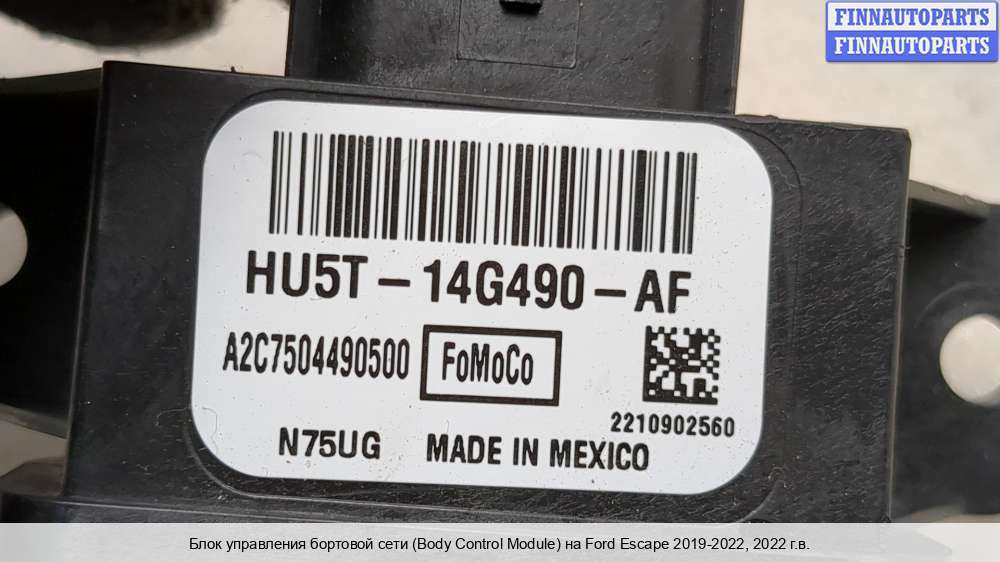 FINNAUTOPARTS
FINNAUTOPARTS
HU5T-14G490-AF
A2C7504490500
FoMoCo
2210902560
N75UG MADE IN MEXICO
Блок управления бортовой сети (Body Control Module) на Ford Escape 2019-2022, 2022 г.в.